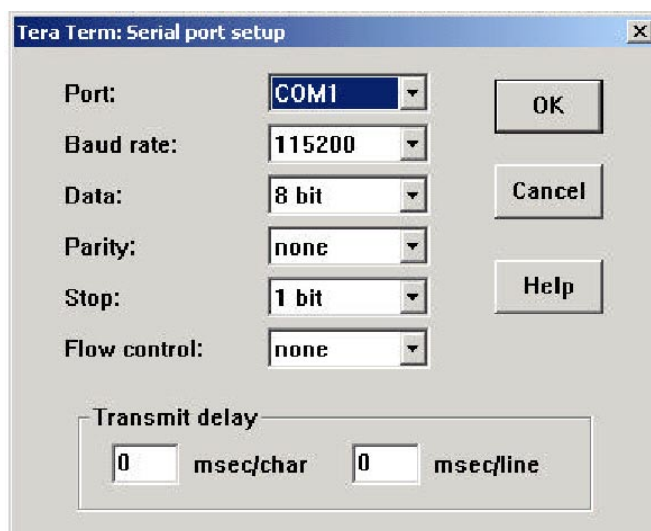 Tera Term: Serial port setup
Port: COM1 OK
Baud rate: 115200
Data: 8 bit Cancel
Parity: none
Stop: 1 bit Help
Flow control: none
Transmit delay
0 msec/char 0 msec/line